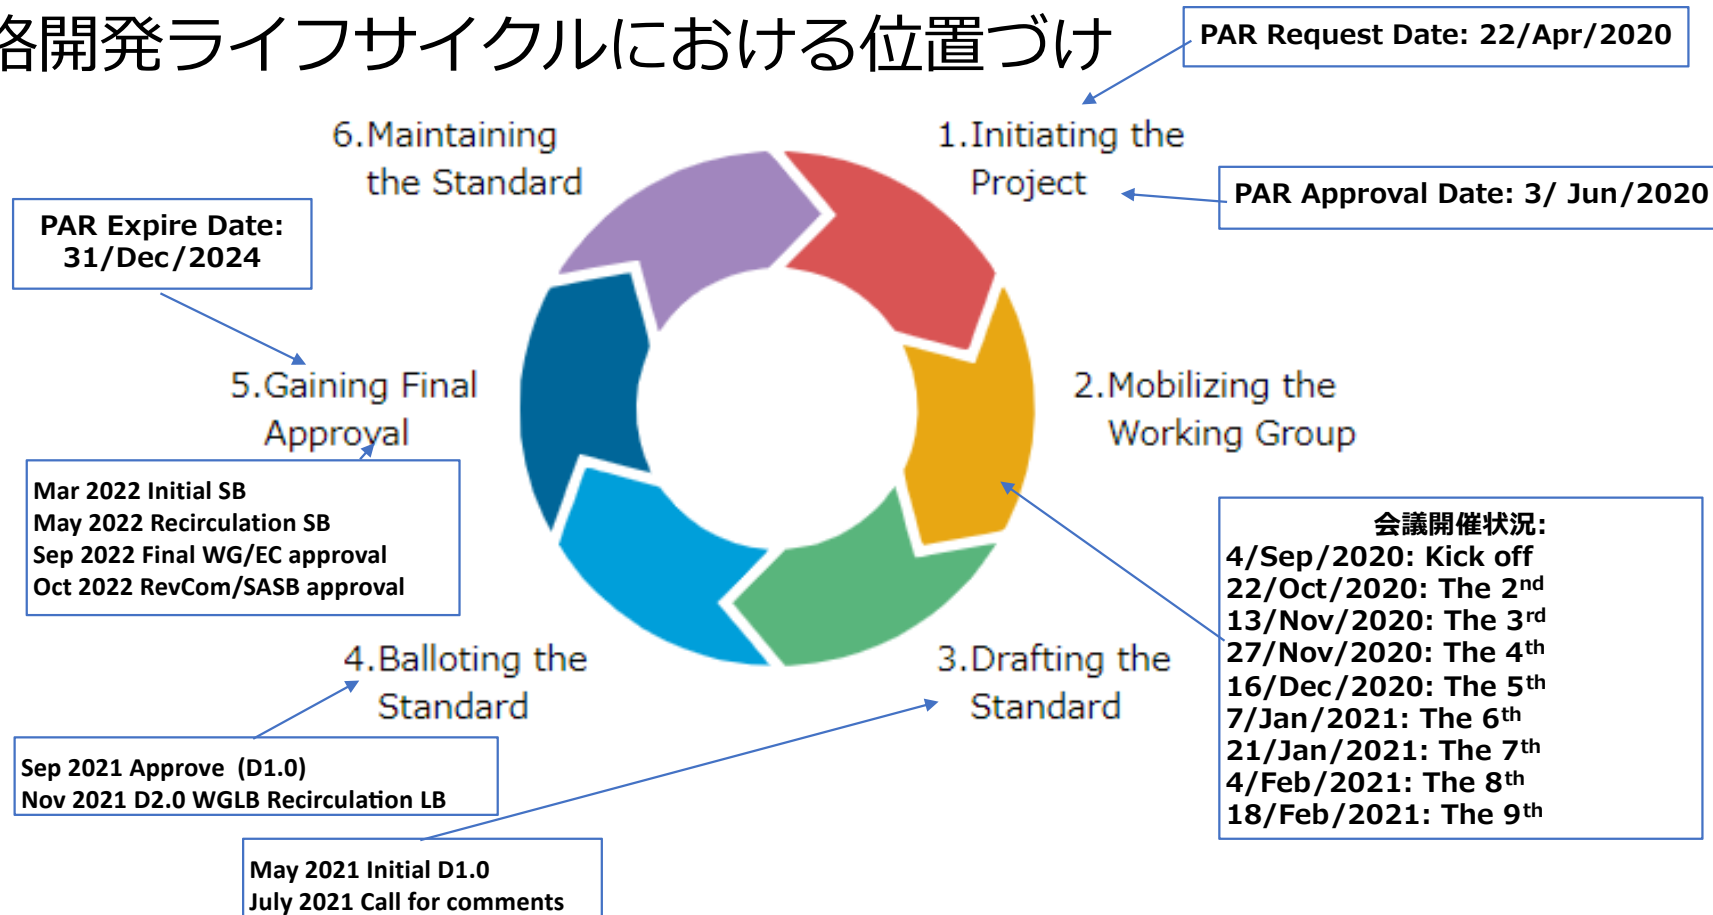 格開発ライフサイクルにおける位置づけ
PAR Request Date: 22/Apr/2020
6.Maintaining
the Standard
1.Initiating the
Project
PAR Approval Date: 3/ Jun/2020
PAR Expire Date:
31/Dec/2024
5.Gaining Final
Approval
2.Mobilizing the
Working Group
Mar 2022 Initial SB
May 2022 Recirculation SB
Sep 2022 Final WG/EC approval
Oct 2022 RevCom/SASB approval
会議開催状況:
4/Sep/2020: Kick off
22/Oct/2020: The 2nd
13/Nov/2020: The 3rd
27/Nov/2020: The 4th
16/Dec/2020: The 5th
7/Jan/2021: The 6th
21/Jan/2021: The 7th
4/Feb/2021: The 8th
18/Feb/2021: The 9th
4.Balloting the
Standard
3.Drafting the
Standard
Sep 2021 Approve (D1.0)
Nov 2021 D2.0 WGLB Recirculation LB
May 2021 Initial D1.0
July 2021 Call for comments